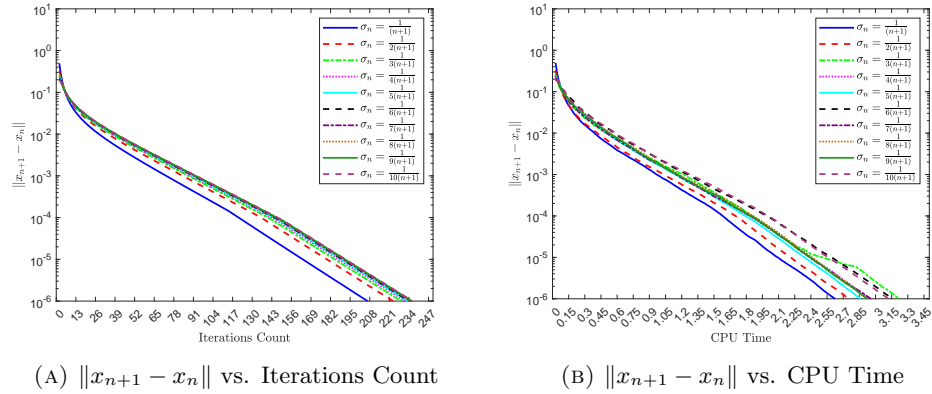 10^1
10^0
10^{-1}
10^{-2}
10^{-3}
10^{-4}
10^{-5}
10^{-6}
‖x_{n+1} − x_n‖
σ_n = 1/(n+1)
σ_n = 1/2(n+1)
σ_n = 1/3(n+1)
σ_n = 1/4(n+1)
σ_n = 1/5(n+1)
σ_n = 1/6(n+1)
σ_n = 1/7(n+1)
σ_n = 1/8(n+1)
σ_n = 1/9(n+1)
σ_n = 1/10(n+1)
0 13 26 39 52 65 78 91 104 117 130 143 156 169 182 195 208 221 234 247
Iterations Count
(A) ‖x_{n+1} − x_n‖ vs. Iterations Count
10^1
10^0
10^{-1}
10^{-2}
10^{-3}
10^{-4}
10^{-5}
10^{-6}
‖x_{n+1} − x_n‖
σ_n = 1/(n+1)
σ_n = 1/2(n+1)
σ_n = 1/3(n+1)
σ_n = 1/4(n+1)
σ_n = 1/5(n+1)
σ_n = 1/6(n+1)
σ_n = 1/7(n+1)
σ_n = 1/8(n+1)
σ_n = 1/9(n+1)
σ_n = 1/10(n+1)
0 0.15 0.3 0.45 0.6 0.75 0.9 1.05 1.2 1.35 1.5 1.65 1.8 1.95 2.1 2.25 2.4 2.55 2.7 2.85 3 3.15 3.3 3.45
CPU Time
(B) ‖x_{n+1} − x_n‖ vs. CPU Time